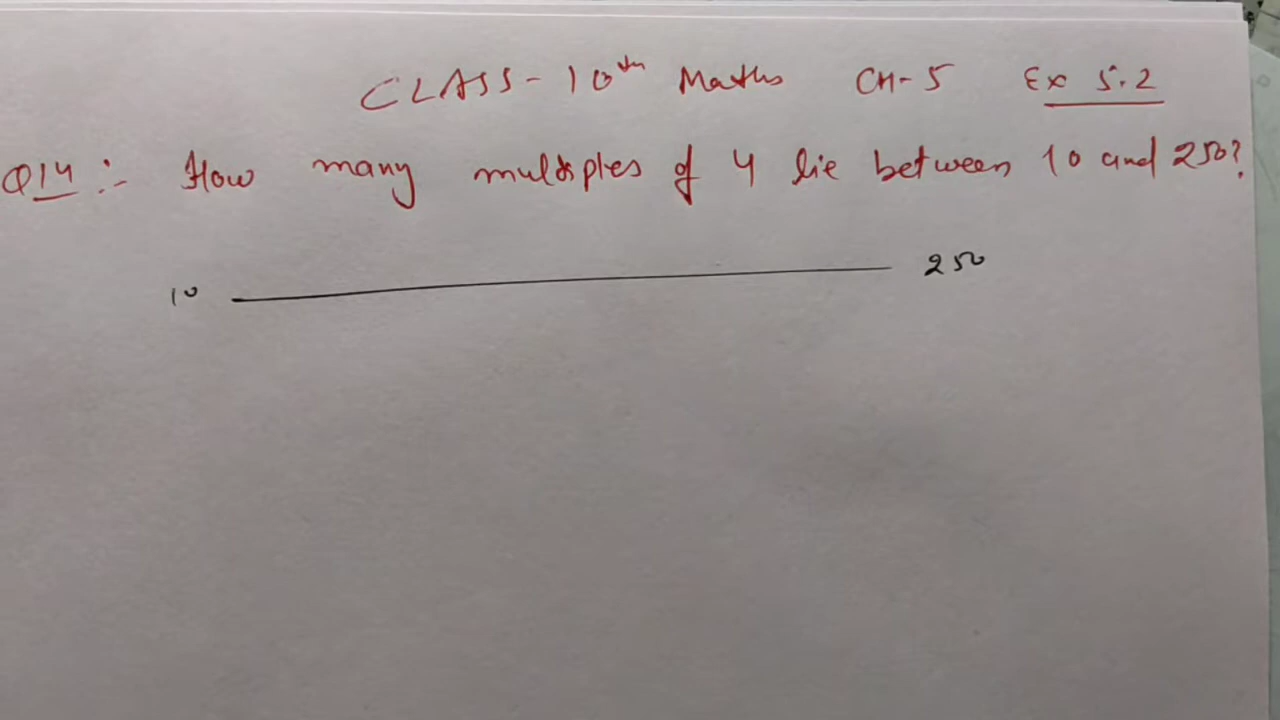 CLASS - 10th Maths CH-5 Ex 5.2
Q14 :- How many multiples of 4 lie between 10 and 250?
10 250